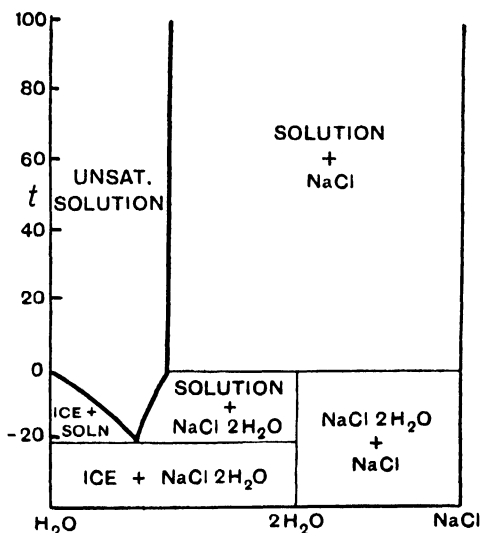 100
80
60
40
20
0
-20
t
UNSAT.
SOLUTION
SOLUTION
+
NaCl
ICE +
SOLN
SOLUTION
+
NaCl 2H₂O
NaCl 2H₂O
+
NaCl
ICE + NaCl 2H₂O
H₂O
2H₂O
NaCl